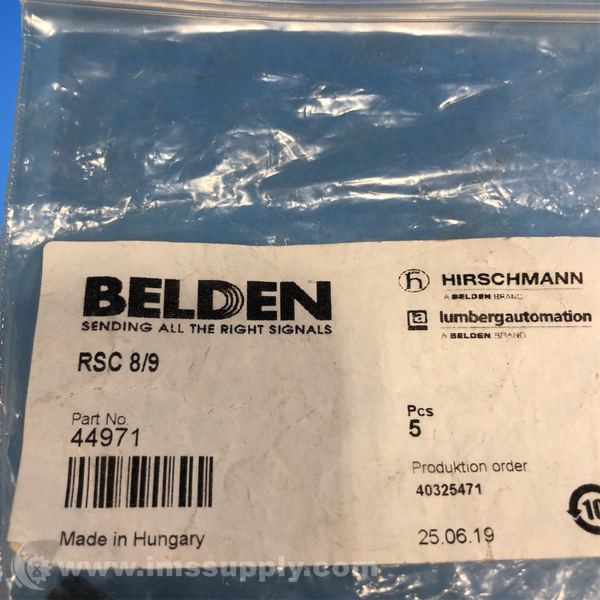 BELDEN
SENDING ALL THE RIGHT SIGNALS
HIRSCHMANN
A BELDEN BRAND
lumbergautomation
A BELDEN BRAND
RSC 8/9
Part No.
44971
Pcs
5
Produktion order
40325471
Made in Hungary
25.06.19
10
www.imssupply.com